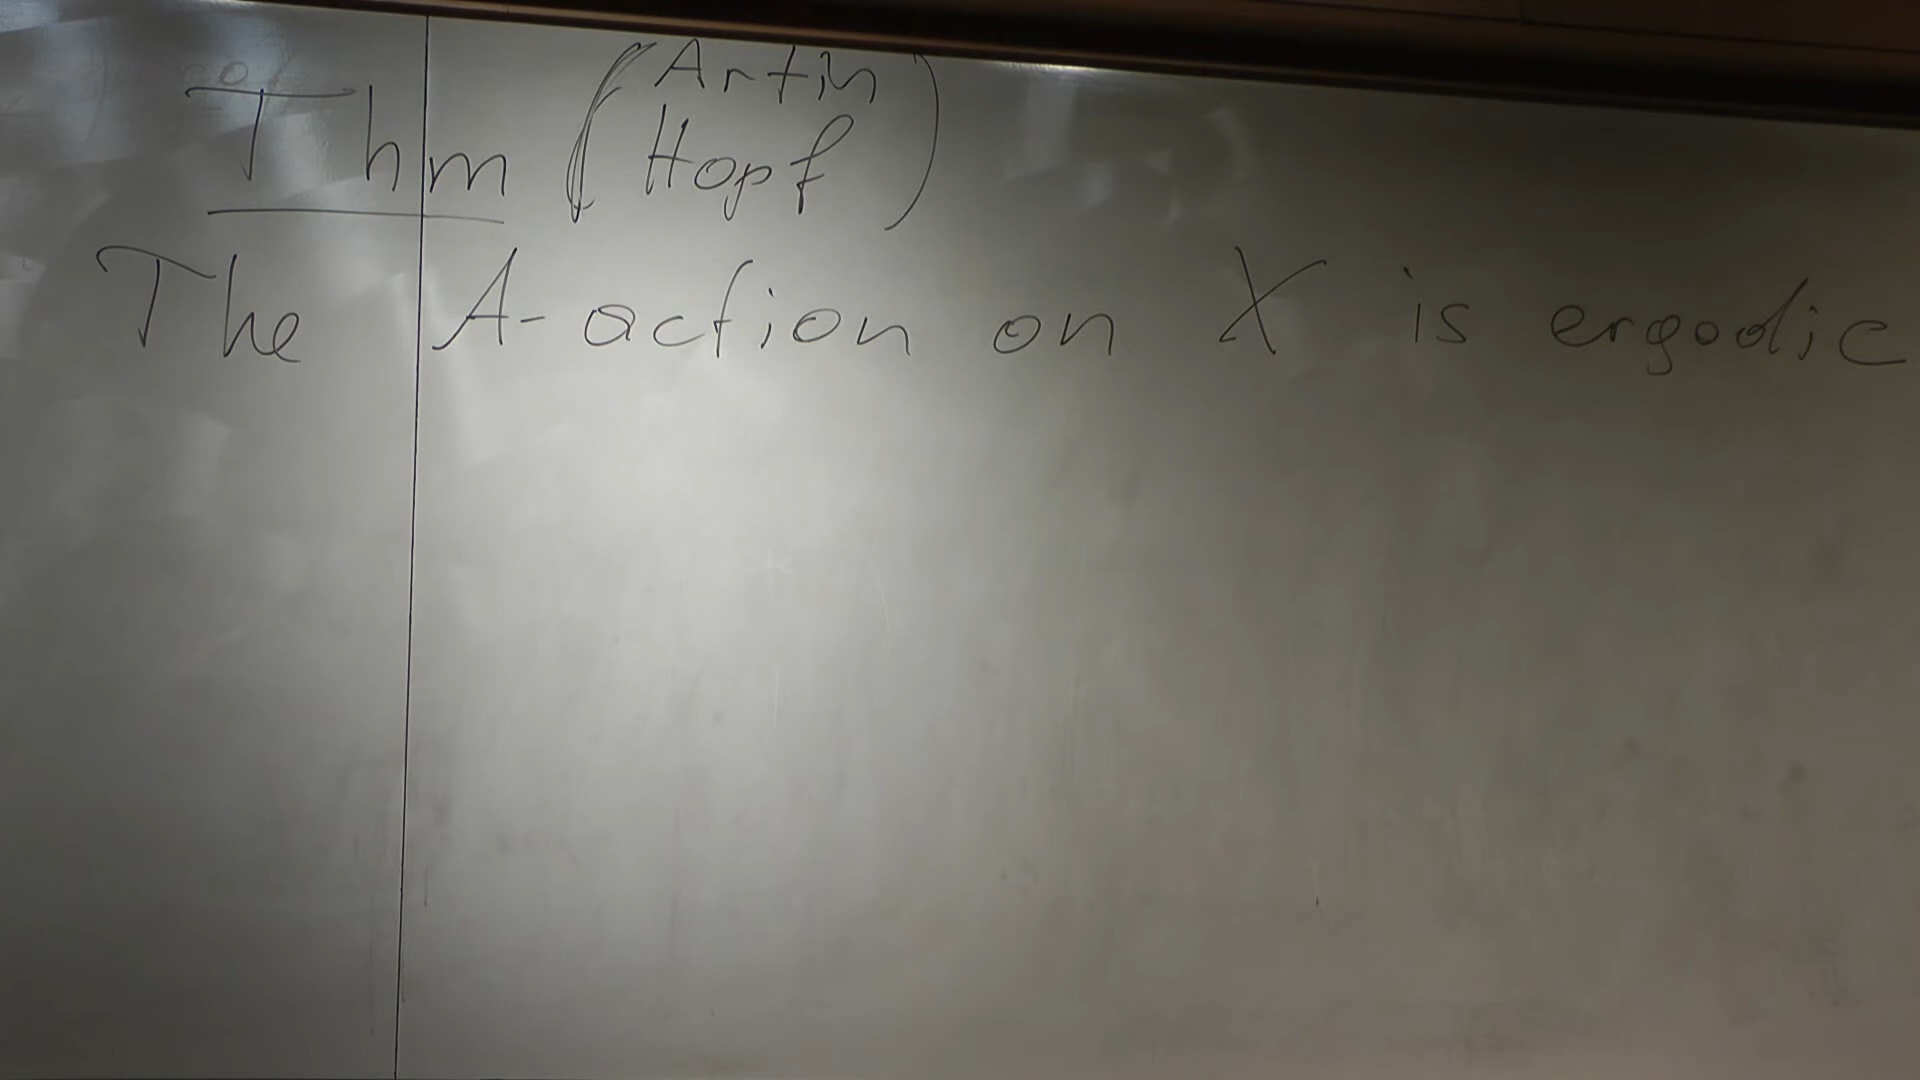 Thm (Artin
Hopf)
The A-action on X is ergodic